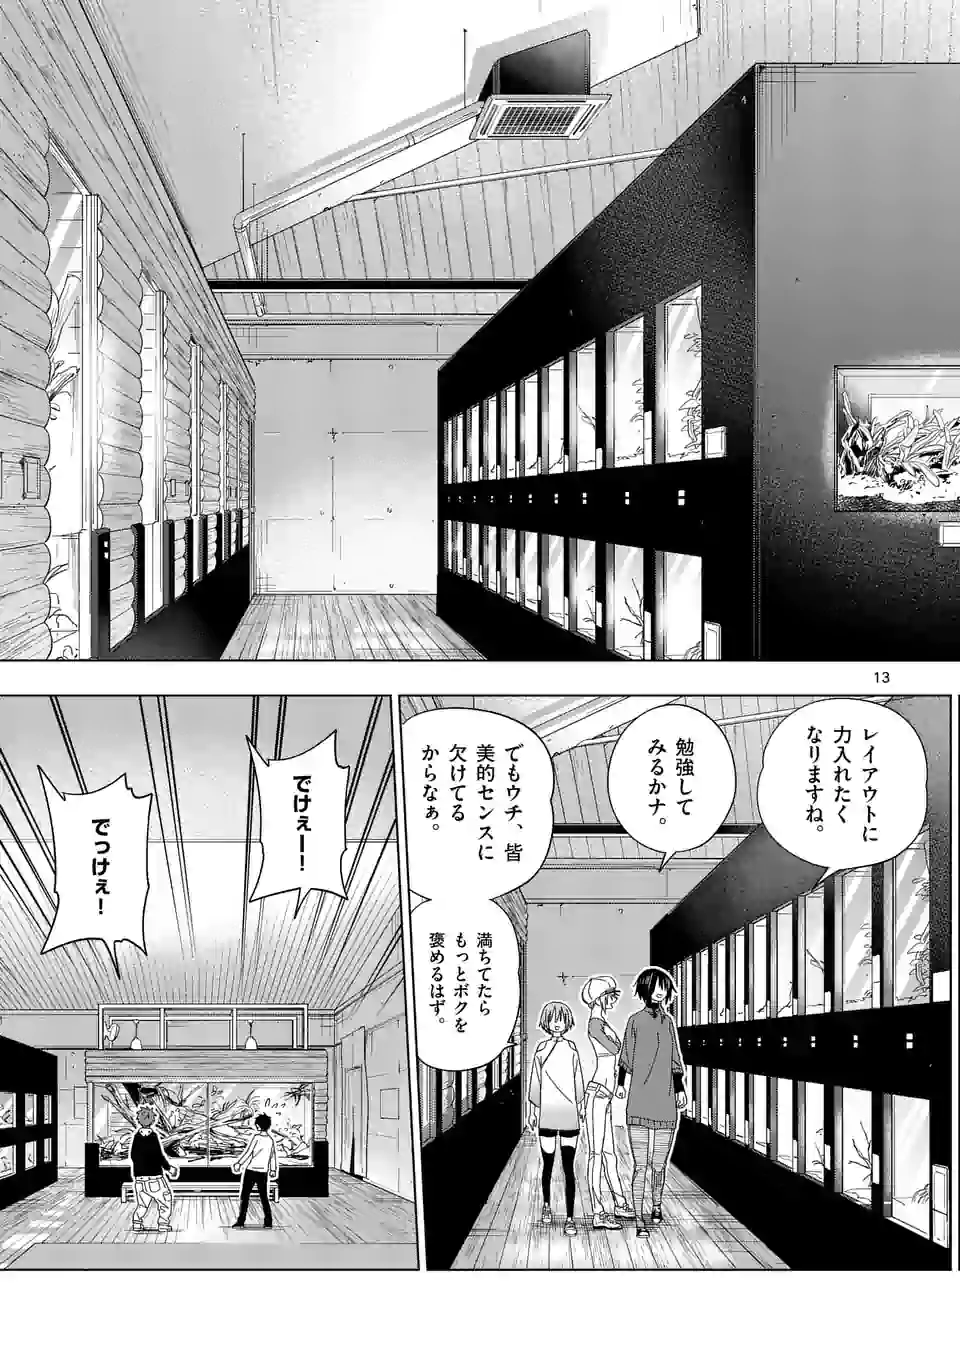 13
レイアウトに
力入れたく
なりますね。
勉強して
みるかナ。
でもウチ、皆
美的センスに
欠けてる
からなぁ。
満ちてたら
もっとボクを
褒めるはず。
でけぇー！
でっけぇ！